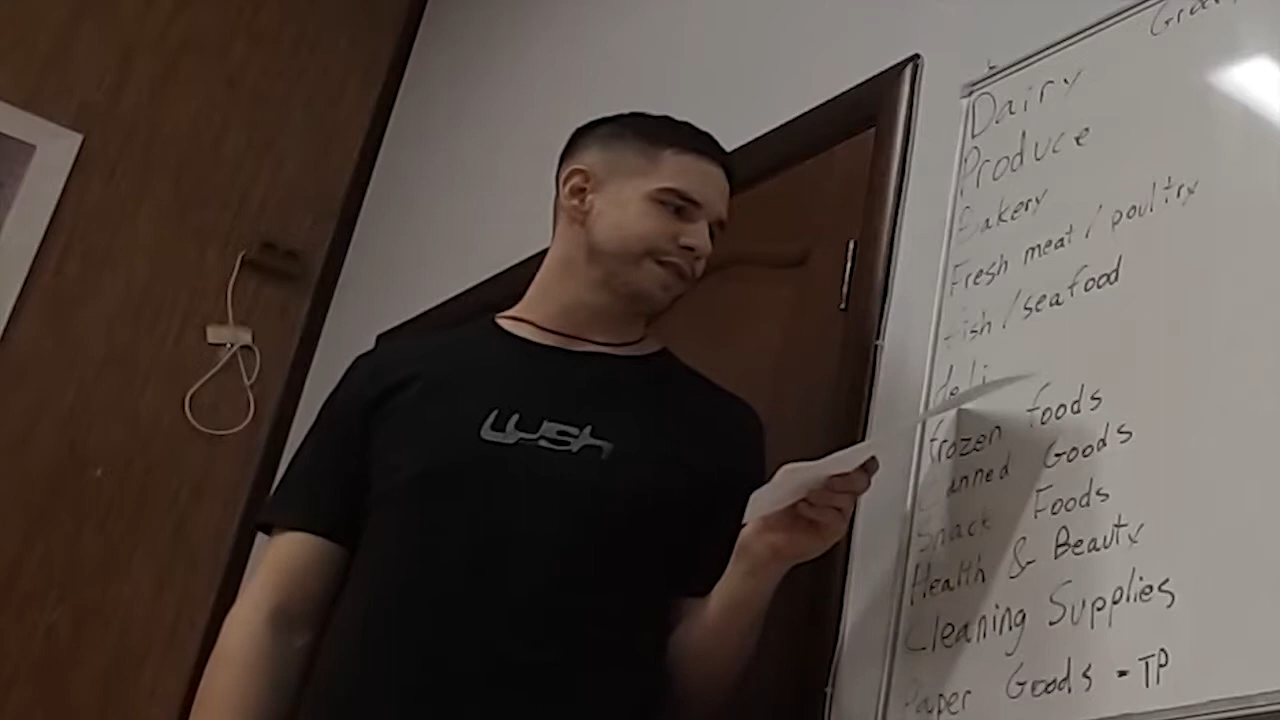 Dairy
Produce
Bakery
Fresh meat / poultry
fish / seafood
deli
frozen foods
Canned Goods
Snack Foods
Health & Beauty
Cleaning Supplies
Paper Goods - TP
Lush